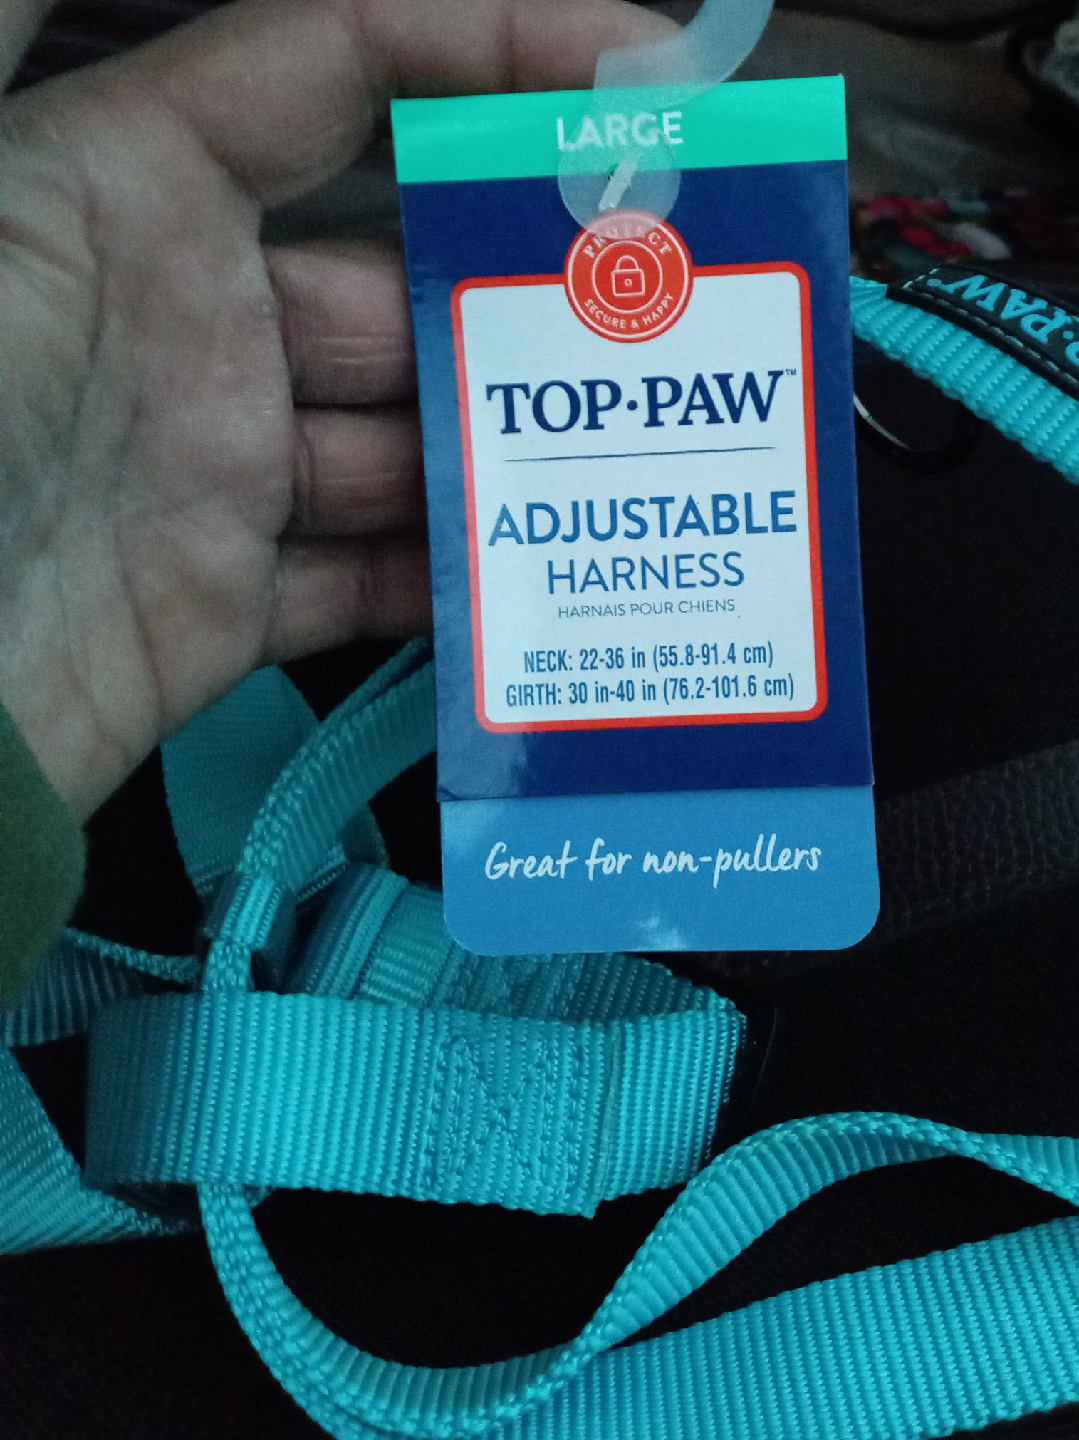 LARGE
PROJECT
SECURE & HAPPY
TOP•PAW™
ADJUSTABLE
HARNESS
HARNAIS POUR CHIENS
NECK: 22-36 in (55.8-91.4 cm)
GIRTH: 30 in-40 in (76.2-101.6 cm)
Great for non-pullers
P•PAW